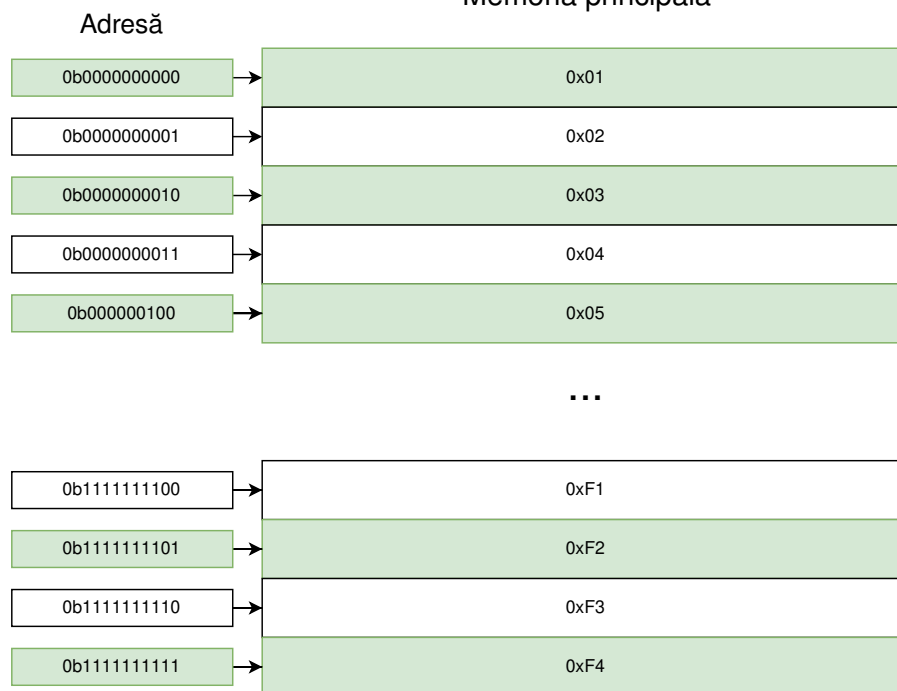 Memoria principală
Adresă
0b0000000000 0x01
0b0000000001 0x02
0b0000000010 0x03
0b0000000011 0x04
0b000000100 0x05
...
0b1111111100 0xF1
0b1111111101 0xF2
0b1111111110 0xF3
0b1111111111 0xF4